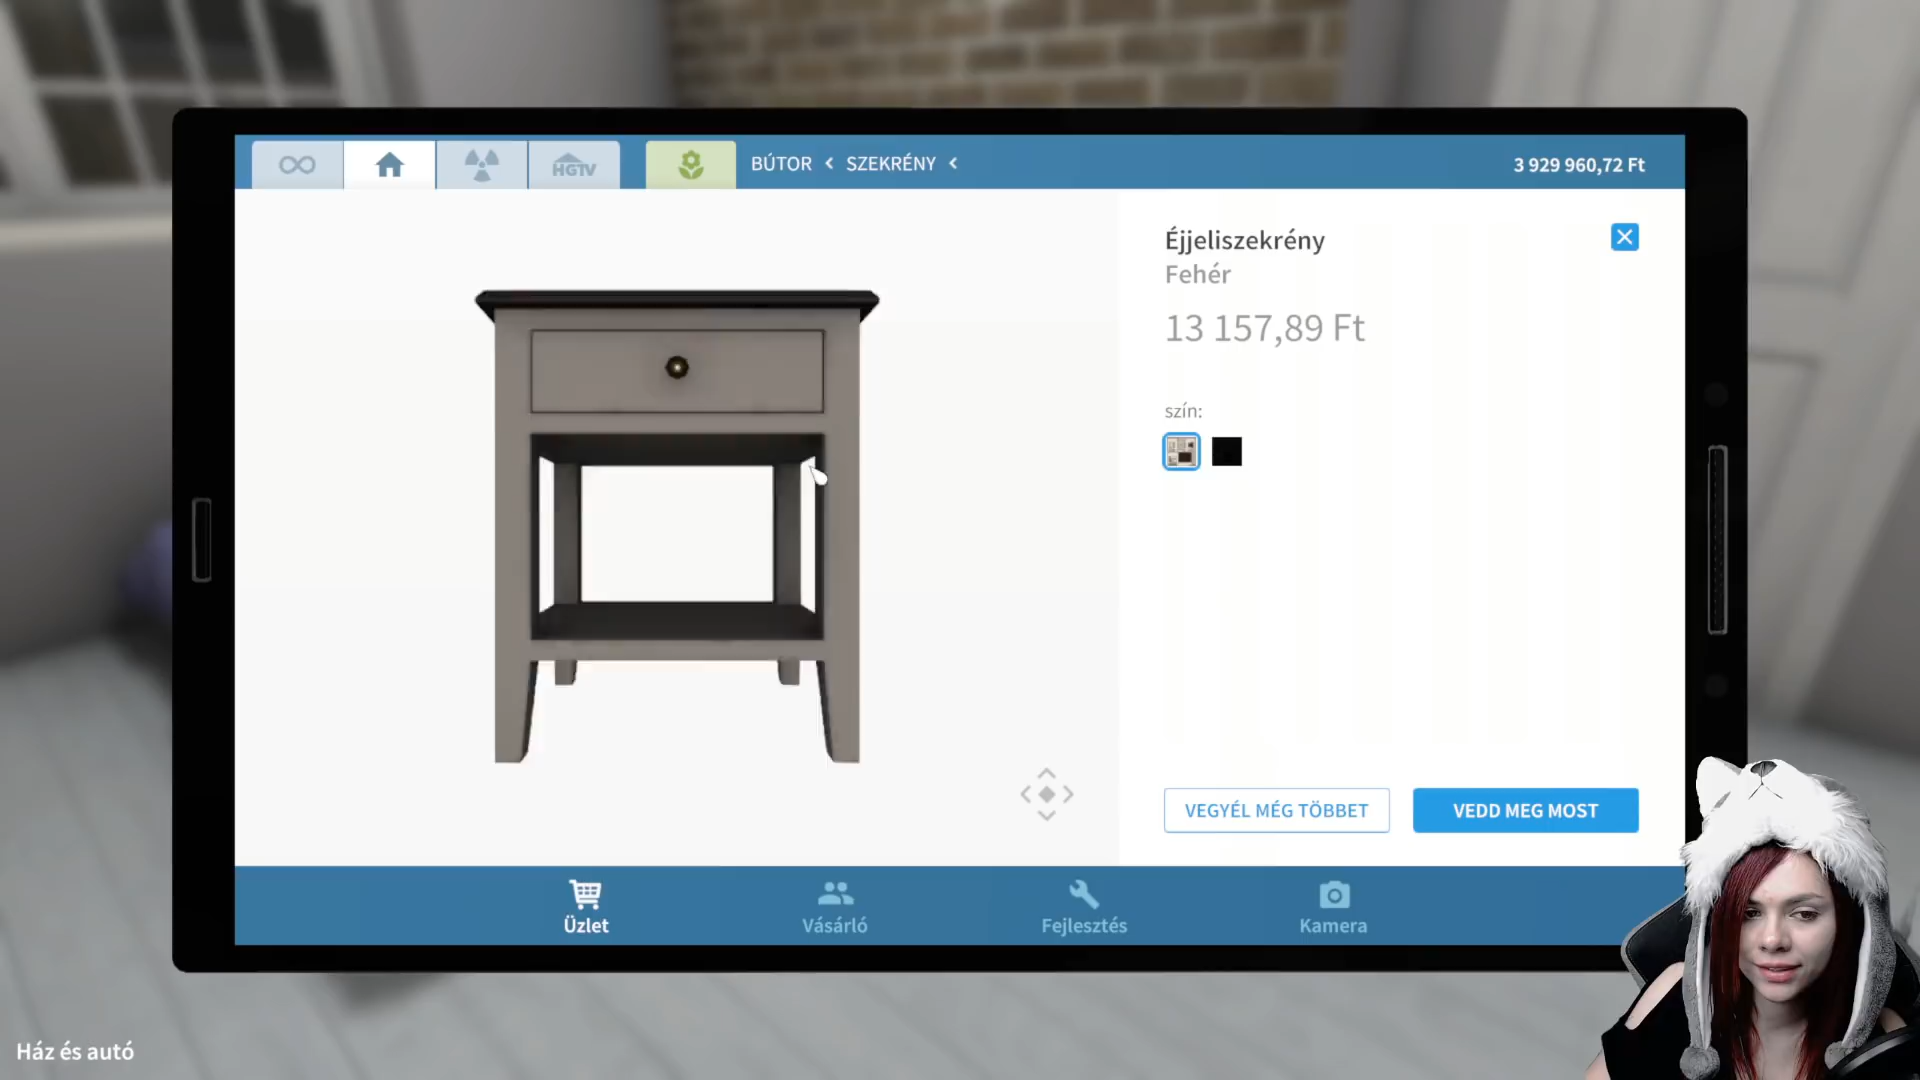 HGTV
BÚTOR < SZEKRÉNY <
3 929 960,72 Ft
Éjjeliszekrény
Fehér
13 157,89 Ft
szín:
VEGYÉL MÉG TÖBBET
VEDD MEG MOST
Üzlet
Vásárló
Fejlesztés
Kamera
Ház és autó